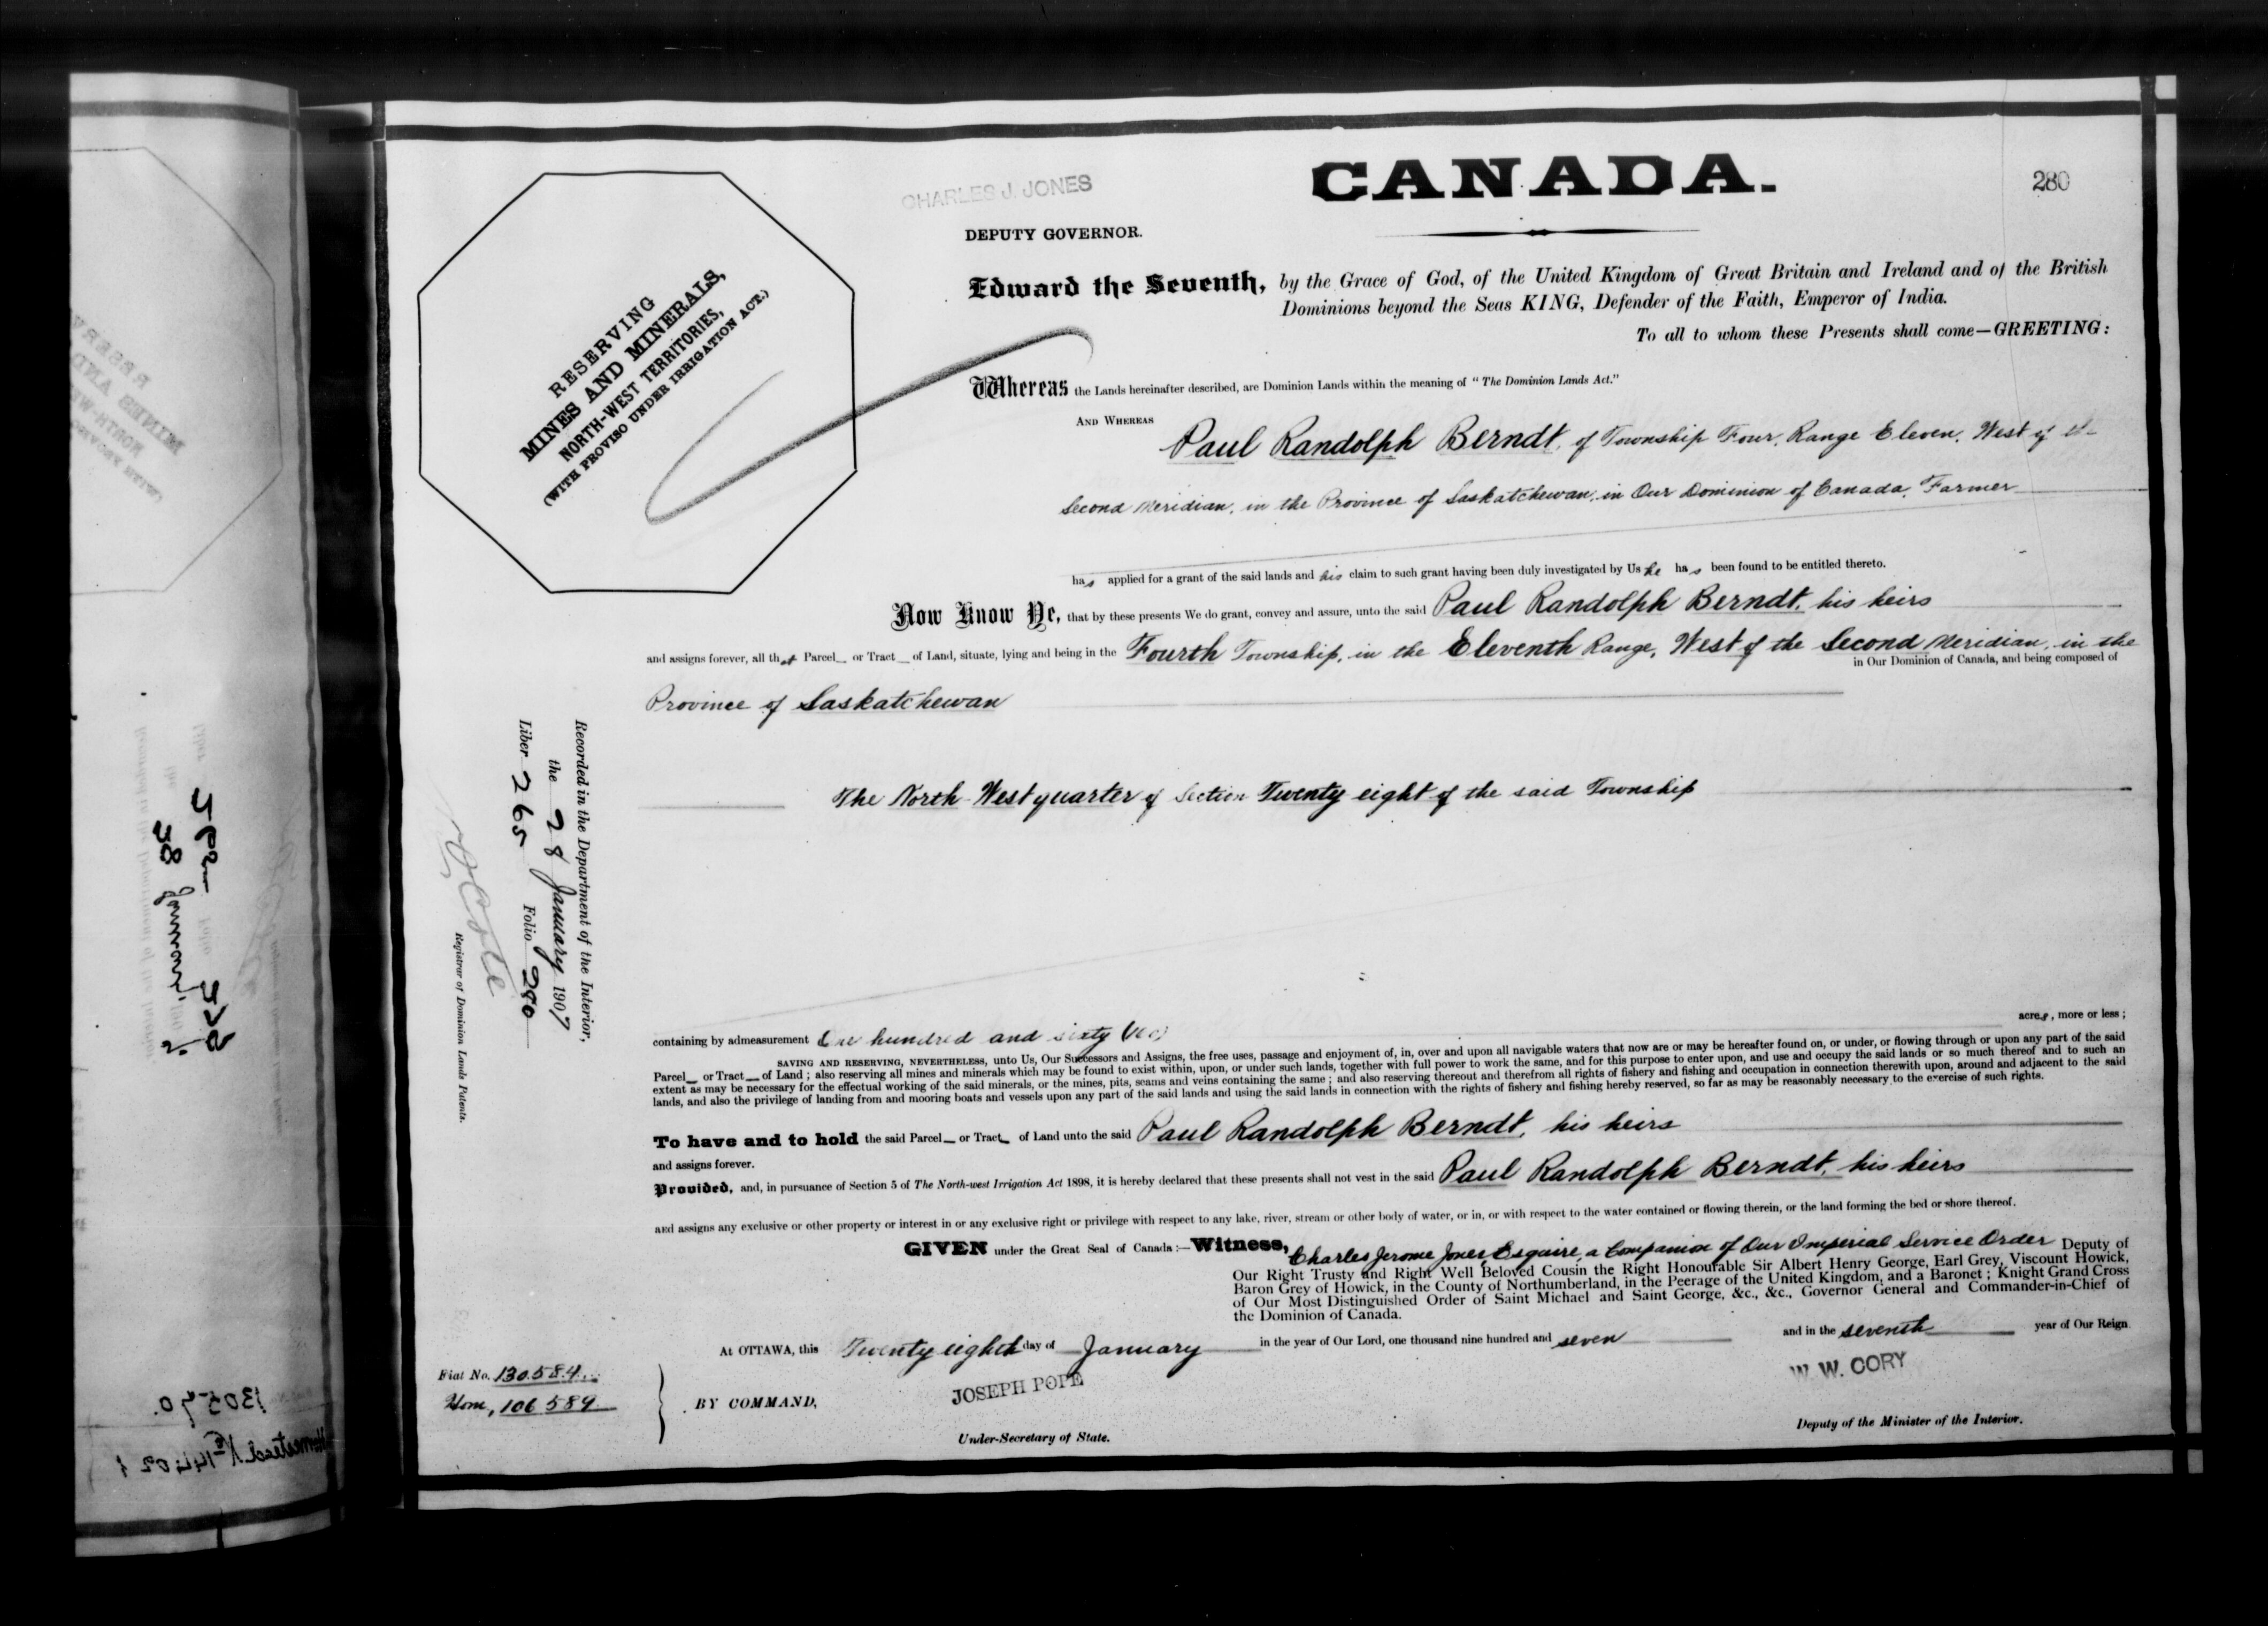 CHARLES J. JONES
DEPUTY GOVERNOR.
CANADA.
280
RESERVING
MINES AND MINERALS,
NORTH-WEST TERRITORIES,
(WITH PROVISO UNDER IRRIGATION ACT.)
Edward the Seventh, by the Grace of God, of the United Kingdom of Great Britain and Ireland and of the British
Dominions beyond the Seas KING, Defender of the Faith, Emperor of India.
To all to whom these Presents shall come—GREETING:
Whereas the Lands hereinafter described, are Dominion Lands within the meaning of "The Dominion Lands Act."
AND WHEREAS
Paul Randolph Berndt, of Township Four, Range Eleven, West of the
Second Meridian, in the Province of Saskatchewan, in Our Dominion of Canada, Farmer
has applied for a grant of the said lands and his claim to such grant having been duly investigated by Us he has been found to be entitled thereto.
Now Know Ye, that by these presents We do grant, convey and assure, unto the said Paul Randolph Berndt, his heirs
and assigns forever, all that Parcel or Tract of Land, situate, lying and being in the Fourth Township, in the Eleventh Range, West of the Second Meridian, in the
in Our Dominion of Canada, and being composed of
Province of Saskatchewan
The North West quarter of Section Twenty eight of the said Township
Recorded in the Department of the Interior,
the 28 January 1907
Liber 265 Folio 280
Registrar of Dominion Lands Patents.
containing by admeasurement One hundred and sixty (160)
acres, more or less;
SAVING AND RESERVING, NEVERTHELESS, unto Us, Our Successors and Assigns, the free uses, passage and enjoyment of, in, over and upon all navigable waters that now are or may be hereafter found on, or under, or flowing through or upon any part of the said
Parcel or Tract of Land; also reserving all mines and minerals which may be found to exist within, upon, or under such lands, together with full power to work the same, and for this purpose to enter upon, and use and occupy the said lands or so much thereof and to such an
extent as may be necessary for the effectual working of the said minerals, or the mines, pits, seams and veins containing the same; and also reserving thereout and therefrom all rights of fishery and fishing and occupation in connection therewith upon, around and adjacent to the said
lands, and also the privilege of landing from and mooring boats and vessels upon any part of the said lands and using the said lands in connection with the rights of fishery and fishing hereby reserved, so far as may be reasonably necessary to the exercise of such rights.
To have and to hold the said Parcel or Tract of Land unto the said Paul Randolph Berndt, his heirs
and assigns forever.
Provided, and, in pursuance of Section 5 of The North-west Irrigation Act 1898, it is hereby declared that these presents shall not vest in the said Paul Randolph Berndt, his heirs
and assigns any exclusive or other property or interest in or any exclusive right or privilege with respect to any lake, river, stream or other body of water, or in, or with respect to the water contained or flowing therein, or the land forming the bed or shore thereof.
GIVEN under the Great Seal of Canada:—Witness, Charles Jerome Jones, Esquire, a Companion of Our Imperial Service Order Deputy of
Our Right Trusty and Right Well Beloved Cousin the Right Honourable Sir Albert Henry George, Earl Grey, Viscount Howick,
Baron Grey of Howick, in the County of Northumberland, in the Peerage of the United Kingdom, and a Baronet; Knight Grand Cross
of Our Most Distinguished Order of Saint Michael and Saint George, &c., &c., Governor General and Commander-in-Chief of
the Dominion of Canada.
At OTTAWA, this Twenty eighth day of January in the year of Our Lord, one thousand nine hundred and seven and in the seventh year of Our Reign
Fiat No. 130584
Hom, 106589
BY COMMAND,
JOSEPH POPE
Under-Secretary of State.
W. W. CORY
Deputy of the Minister of the Interior.